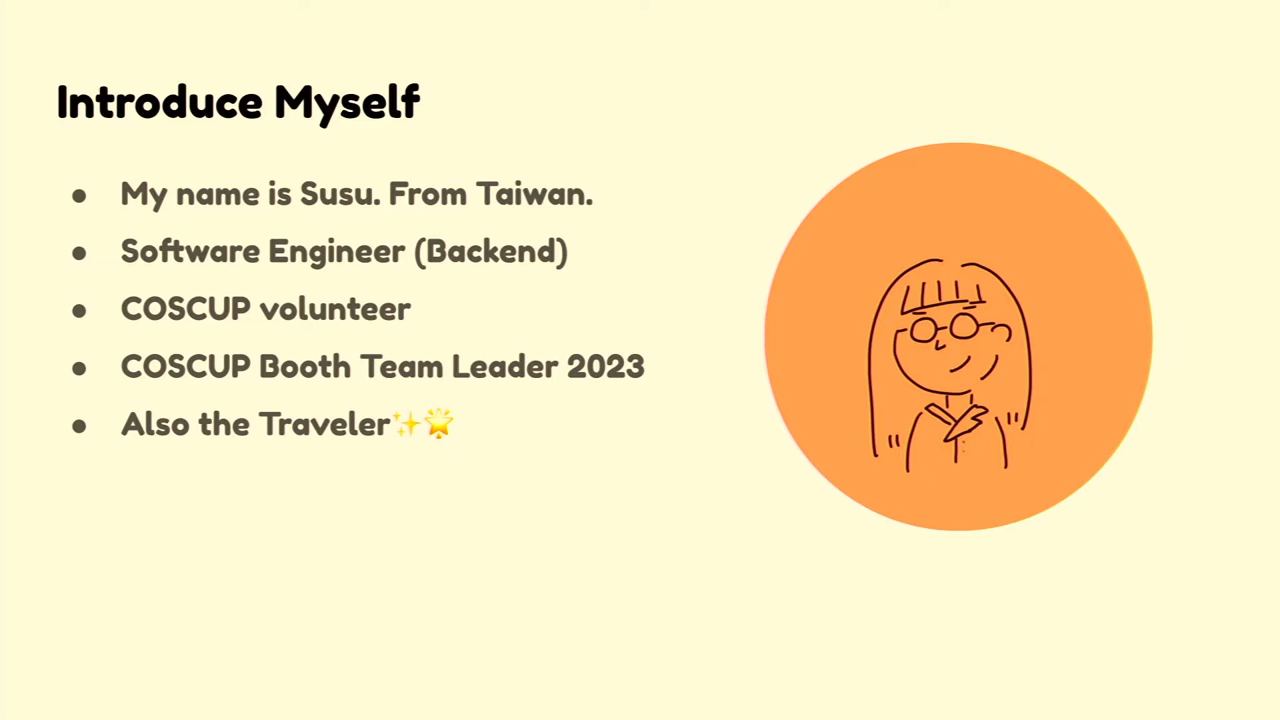 Introduce Myself
● My name is Susu. From Taiwan.
● Software Engineer (Backend)
● COSCUP volunteer
● COSCUP Booth Team Leader 2023
● Also the Traveler✨🌟